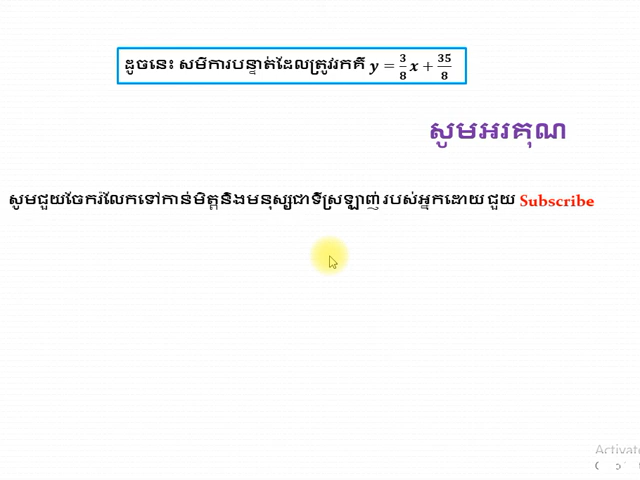 ដូចនេះ សមីការបន្ទាត់ដែលត្រូវរកគឺ y = 3/8 x + 35/8
សូមអរគុណ
សូមជួយចែករំលែកទៅកាន់មិត្តនិងមនុស្សជាទីស្រឡាញ់របស់អ្នកដោយ ជួយ Subscribe